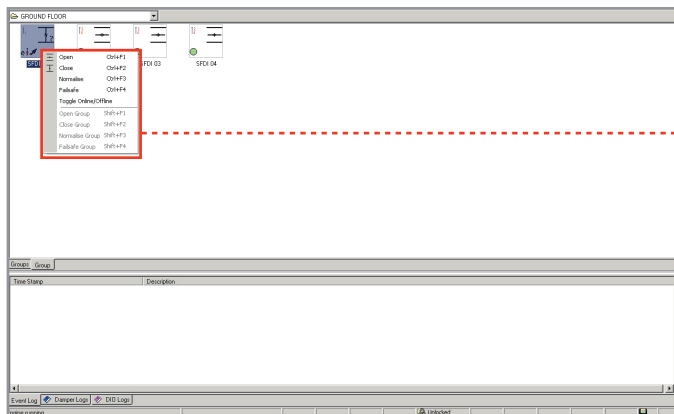 GROUND FLOOR
SFDI 03
SFDI 04
Open Ctrl+F1
Close Ctrl+F2
Normalise Ctrl+F3
Failsafe Ctrl+F4
Toggle Online/Offline
Open Group Shift+F1
Close Group Shift+F2
Normalise Group Shift+F3
Failsafe Group Shift+F4
Groups Group
Time Stamp Description
Event Log Damper Logs DIO Logs
Unlocked